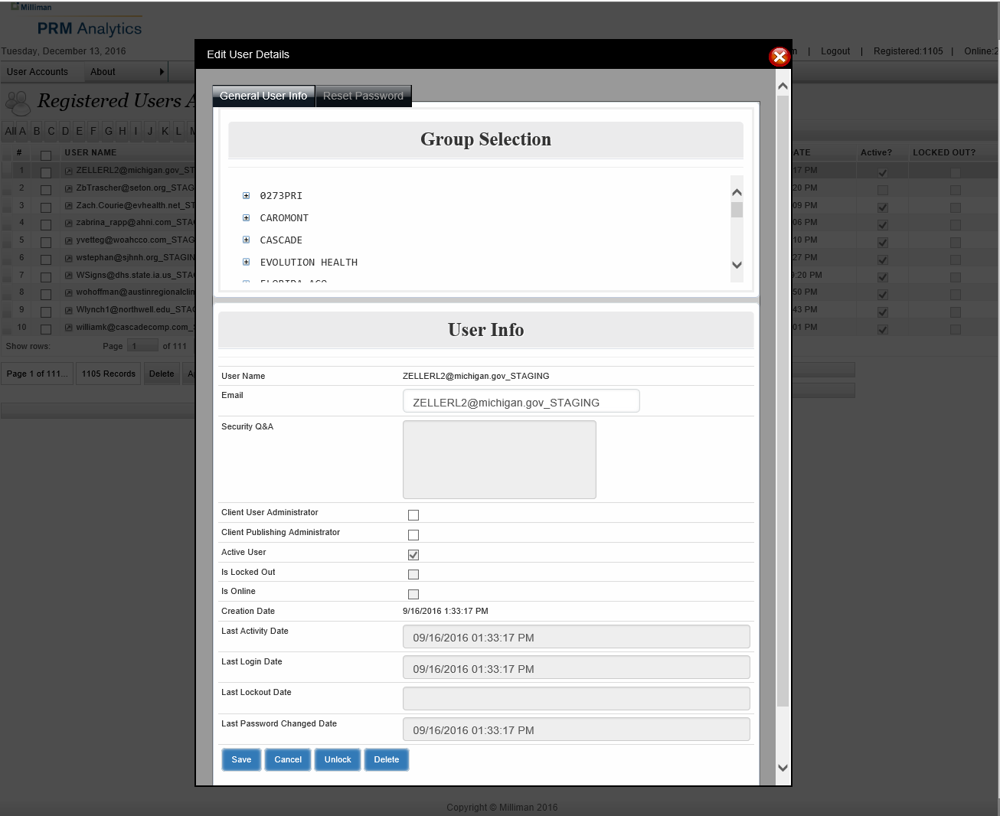 Milliman
PRM Analytics
Tuesday, December 13, 2016
Logout | Registered:1105 | Online:2
User Accounts About
Registered Users A
All A B C D E F G H I J K L M
# USER NAME ATE Active? LOCKED OUT?
1 ZELLERL2@michigan.gov_ST 17 PM
2 ZbTrascher@seton.org_STAG 20 PM
3 Zach.Courie@evhealth.net_ST 09 PM
4 zabrina_rapp@ahni.com_STA 06 PM
5 yvetteg@woahcco.com_STAG 10 PM
6 wstephan@sjhnh.org_STAGIN 27 PM
7 WSigns@dhs.state.ia.us_STA 9:20 PM
8 wohoffman@austinregionalclin 50 PM
9 Wlynch1@northwell.edu_STAG 43 PM
10 williamk@cascadecomp.com_ 01 PM
Show rows: Page 1 of 111
Page 1 of 111... 1105 Records Delete
Edit User Details
General User Info Reset Password
Group Selection
0273PRI
CAROMONT
CASCADE
EVOLUTION HEALTH
FLORIDA ACO
User Info
User Name ZELLERL2@michigan.gov_STAGING
Email ZELLERL2@michigan.gov_STAGING
Security Q&A
Client User Administrator
Client Publishing Administrator
Active User
Is Locked Out
Is Online
Creation Date 9/16/2016 1:33:17 PM
Last Activity Date 09/16/2016 01:33:17 PM
Last Login Date 09/16/2016 01:33:17 PM
Last Lockout Date
Last Password Changed Date 09/16/2016 01:33:17 PM
Save Cancel Unlock Delete
Copyright © Milliman 2016